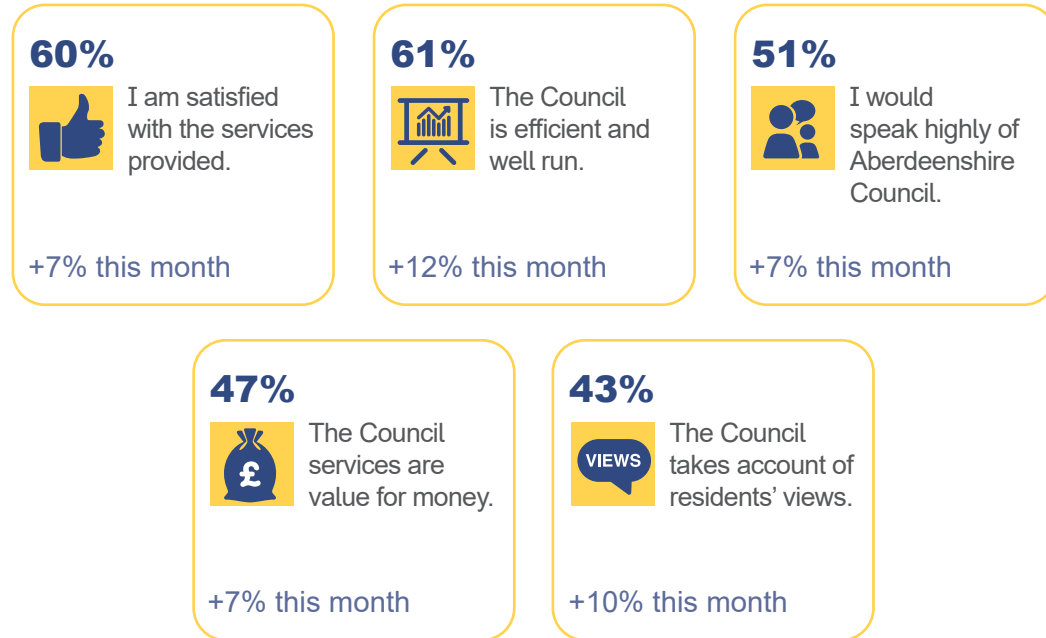 60%
I am satisfied
with the services
provided.
+7% this month
61%
The Council
is efficient and
well run.
+12% this month
51%
I would
speak highly of
Aberdeenshire
Council.
+7% this month
47%
£
The Council
services are
value for money.
+7% this month
43%
VIEWS
The Council
takes account of
residents’ views.
+10% this month